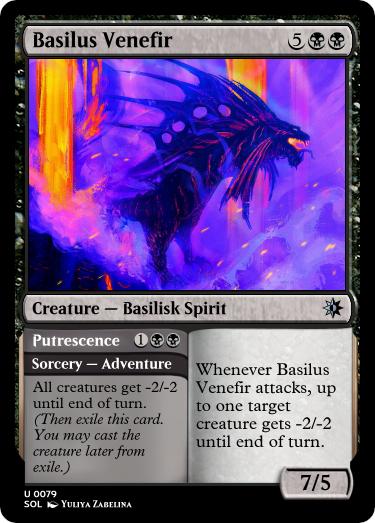 Basilus Venefir 5
Creature — Basilisk Spirit
Putrescence 1
Sorcery — Adventure
All creatures get -2/-2
until end of turn.
(Then exile this card.
You may cast the
creature later from
exile.)
Whenever Basilus
Venefir attacks, up
to one target
creature gets -2/-2
until end of turn.
7/5
U 0079
SOL YULIYA ZABELINA